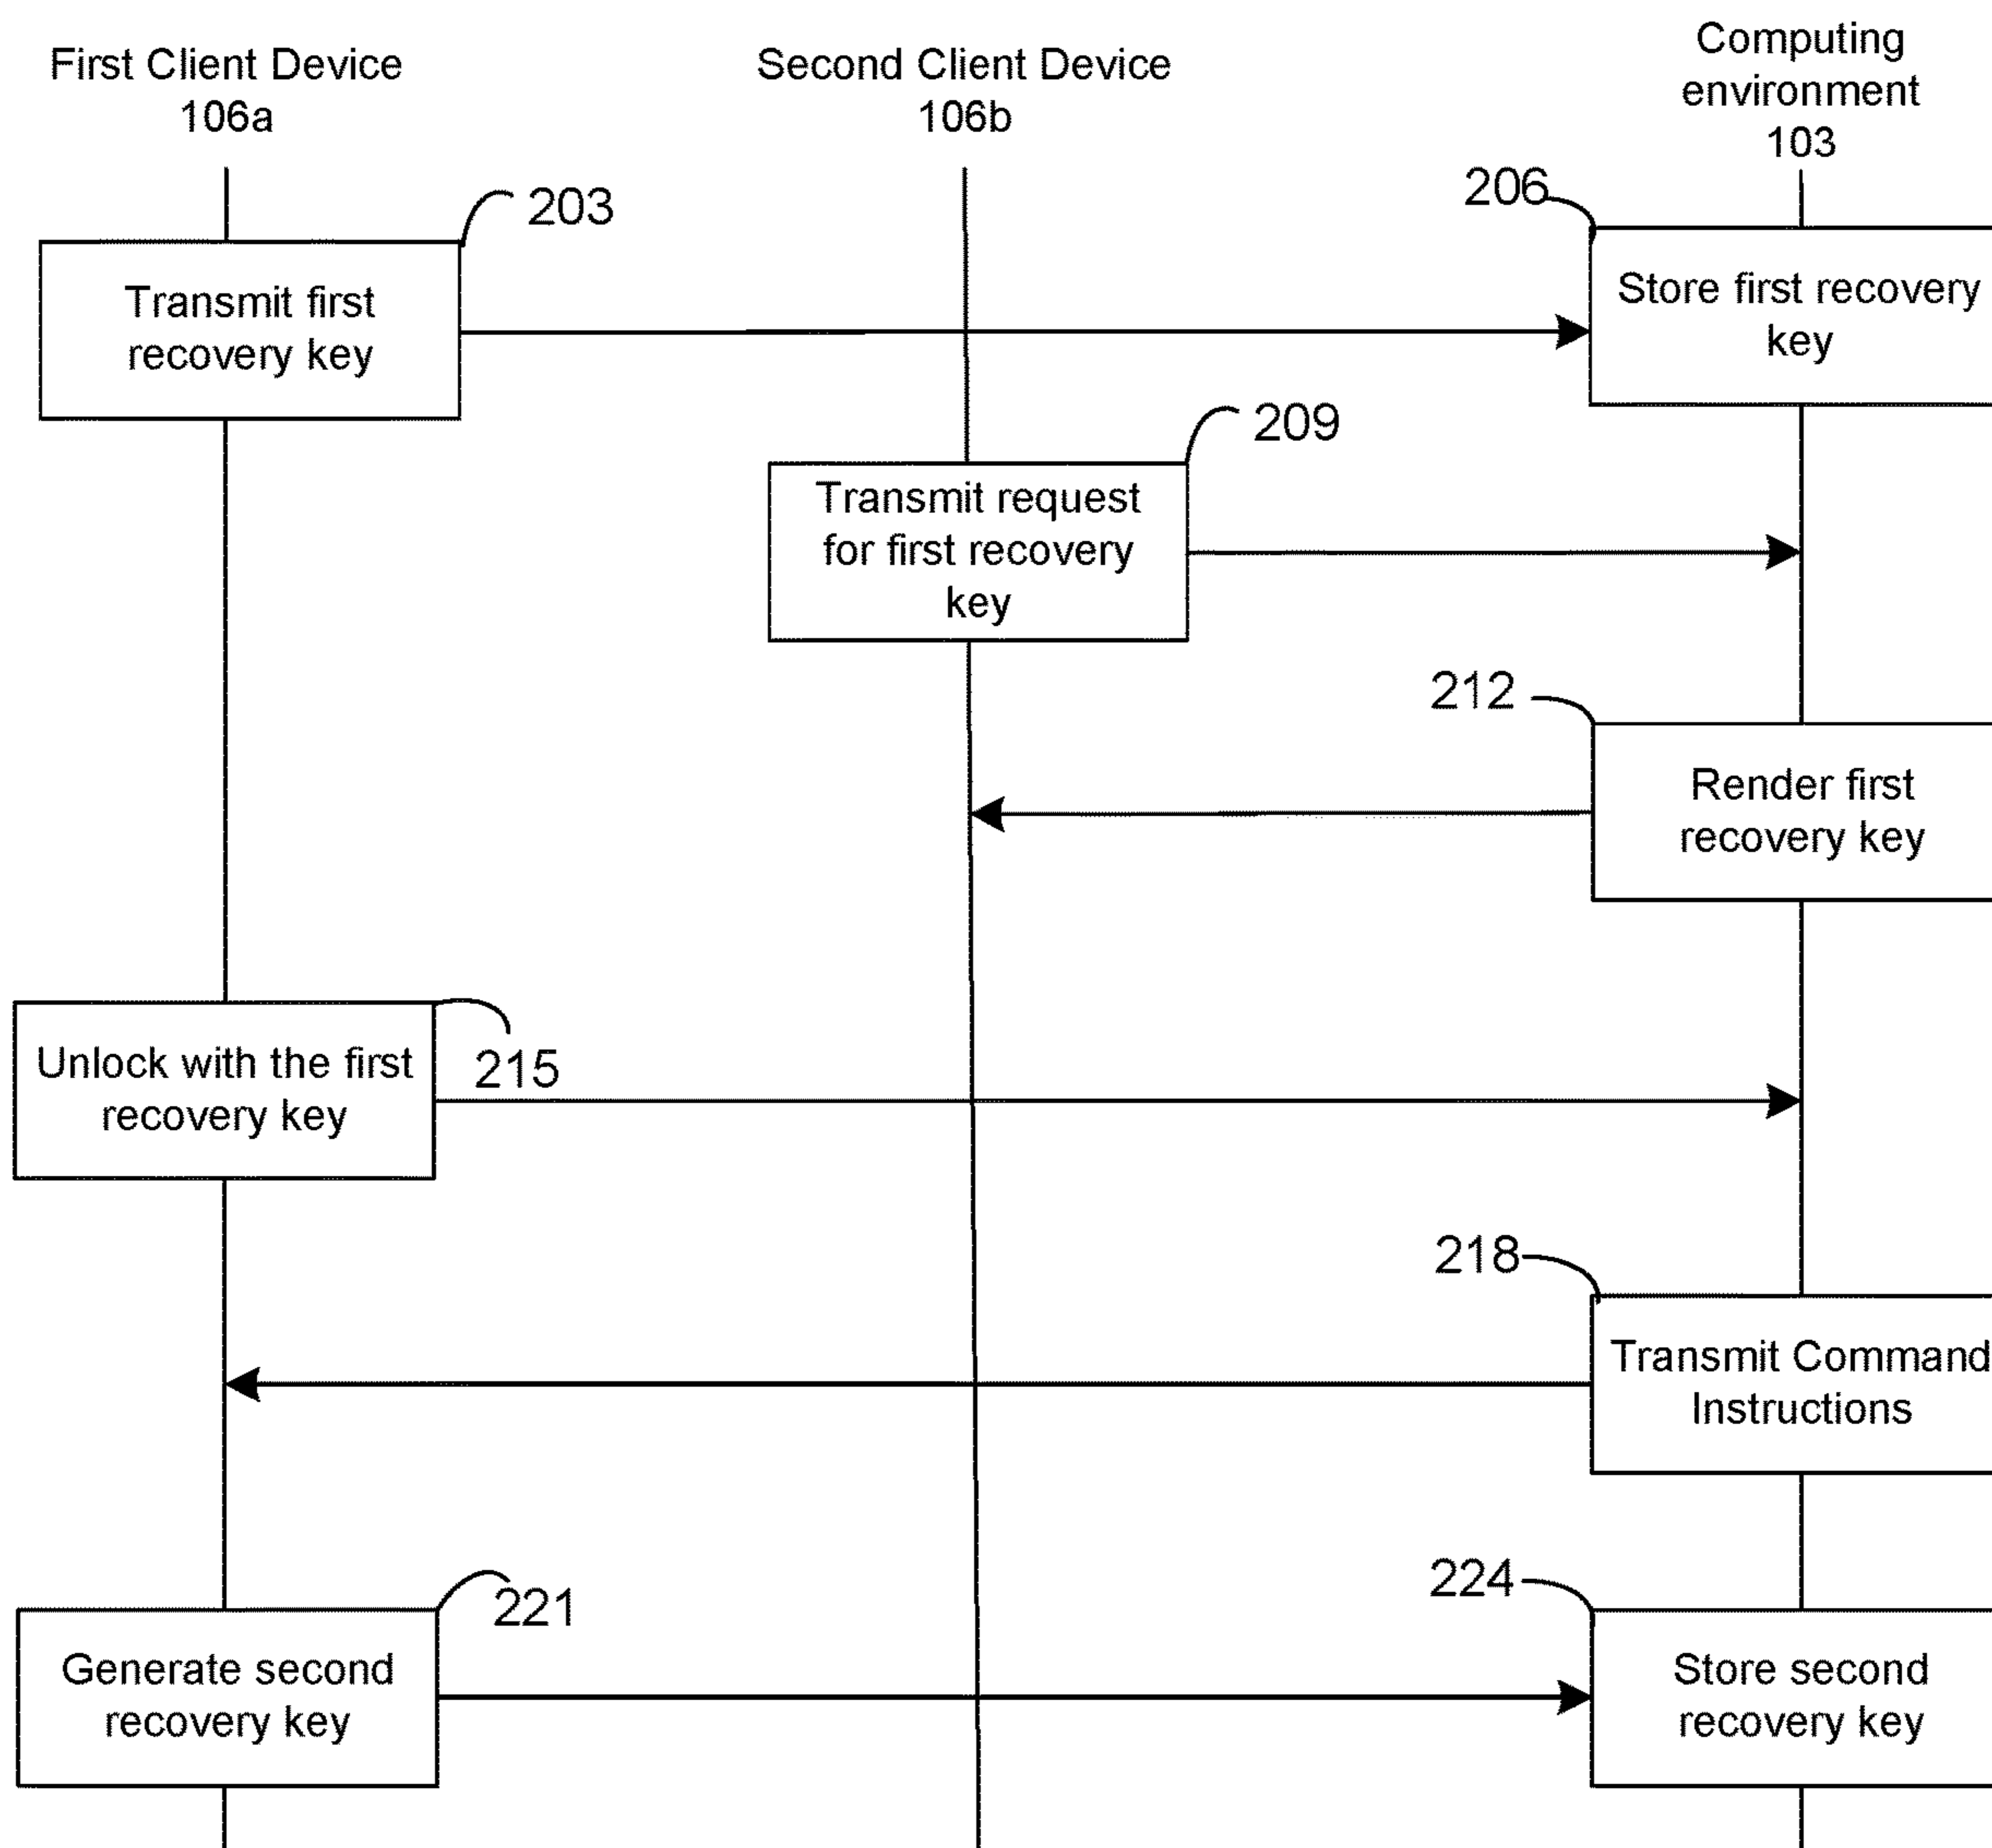 First Client Device
106a
Second Client Device
106b
Computing
environment
103
203
Transmit first
recovery key
206
Store first recovery
key
209
Transmit request
for first recovery
key
212
Render first
recovery key
Unlock with the first
recovery key
215
218
Transmit Command
Instructions
221
Generate second
recovery key
224
Store second
recovery key